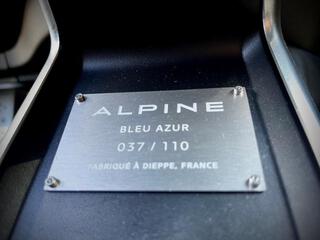 ALPINE
BLEU AZUR
037 / 110
FABRIQUÉ À DIEPPE, FRANCE